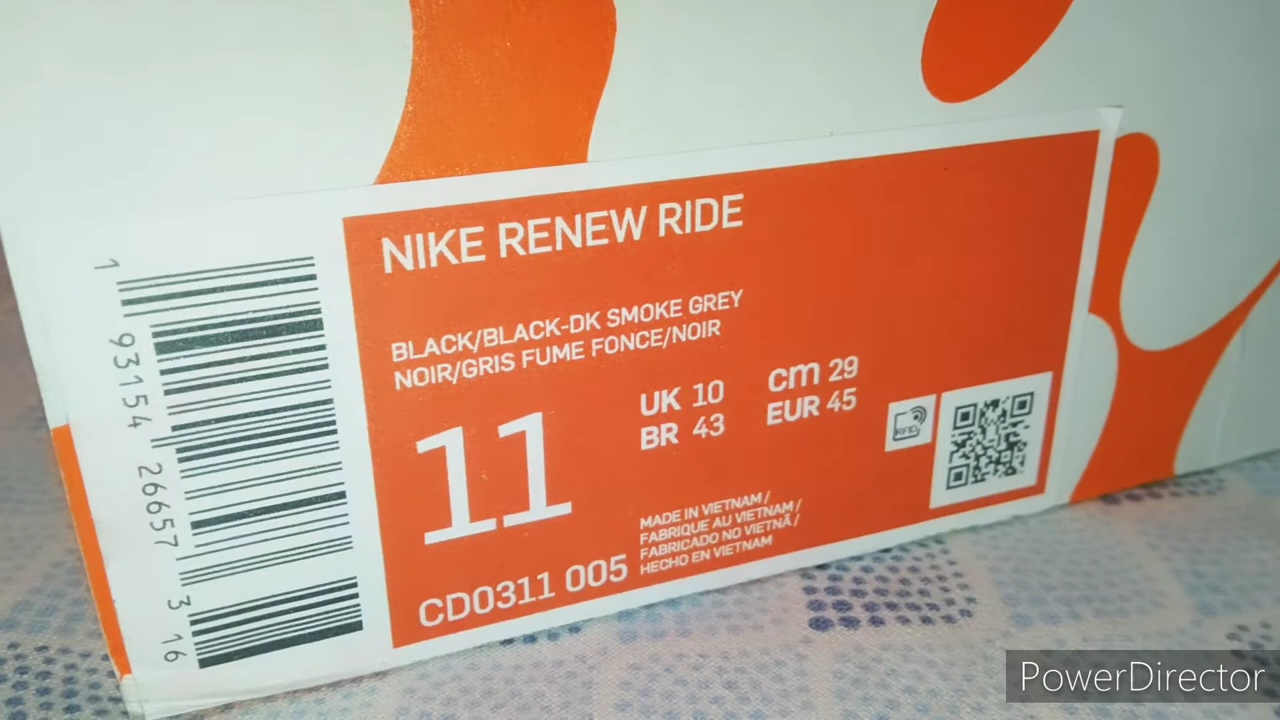 NIKE RENEW RIDE
BLACK/BLACK-DK SMOKE GREY
NOIR/GRIS FUME FONCE/NOIR
11
UK 10
BR 43
cm 29
EUR 45
CD0311 005
MADE IN VIETNAM /
FABRIQUE AU VIETNAM /
FABRICADO NO VIETNÃ /
HECHO EN VIETNAM
RFID
1 93154 26657 3 16
PowerDirector